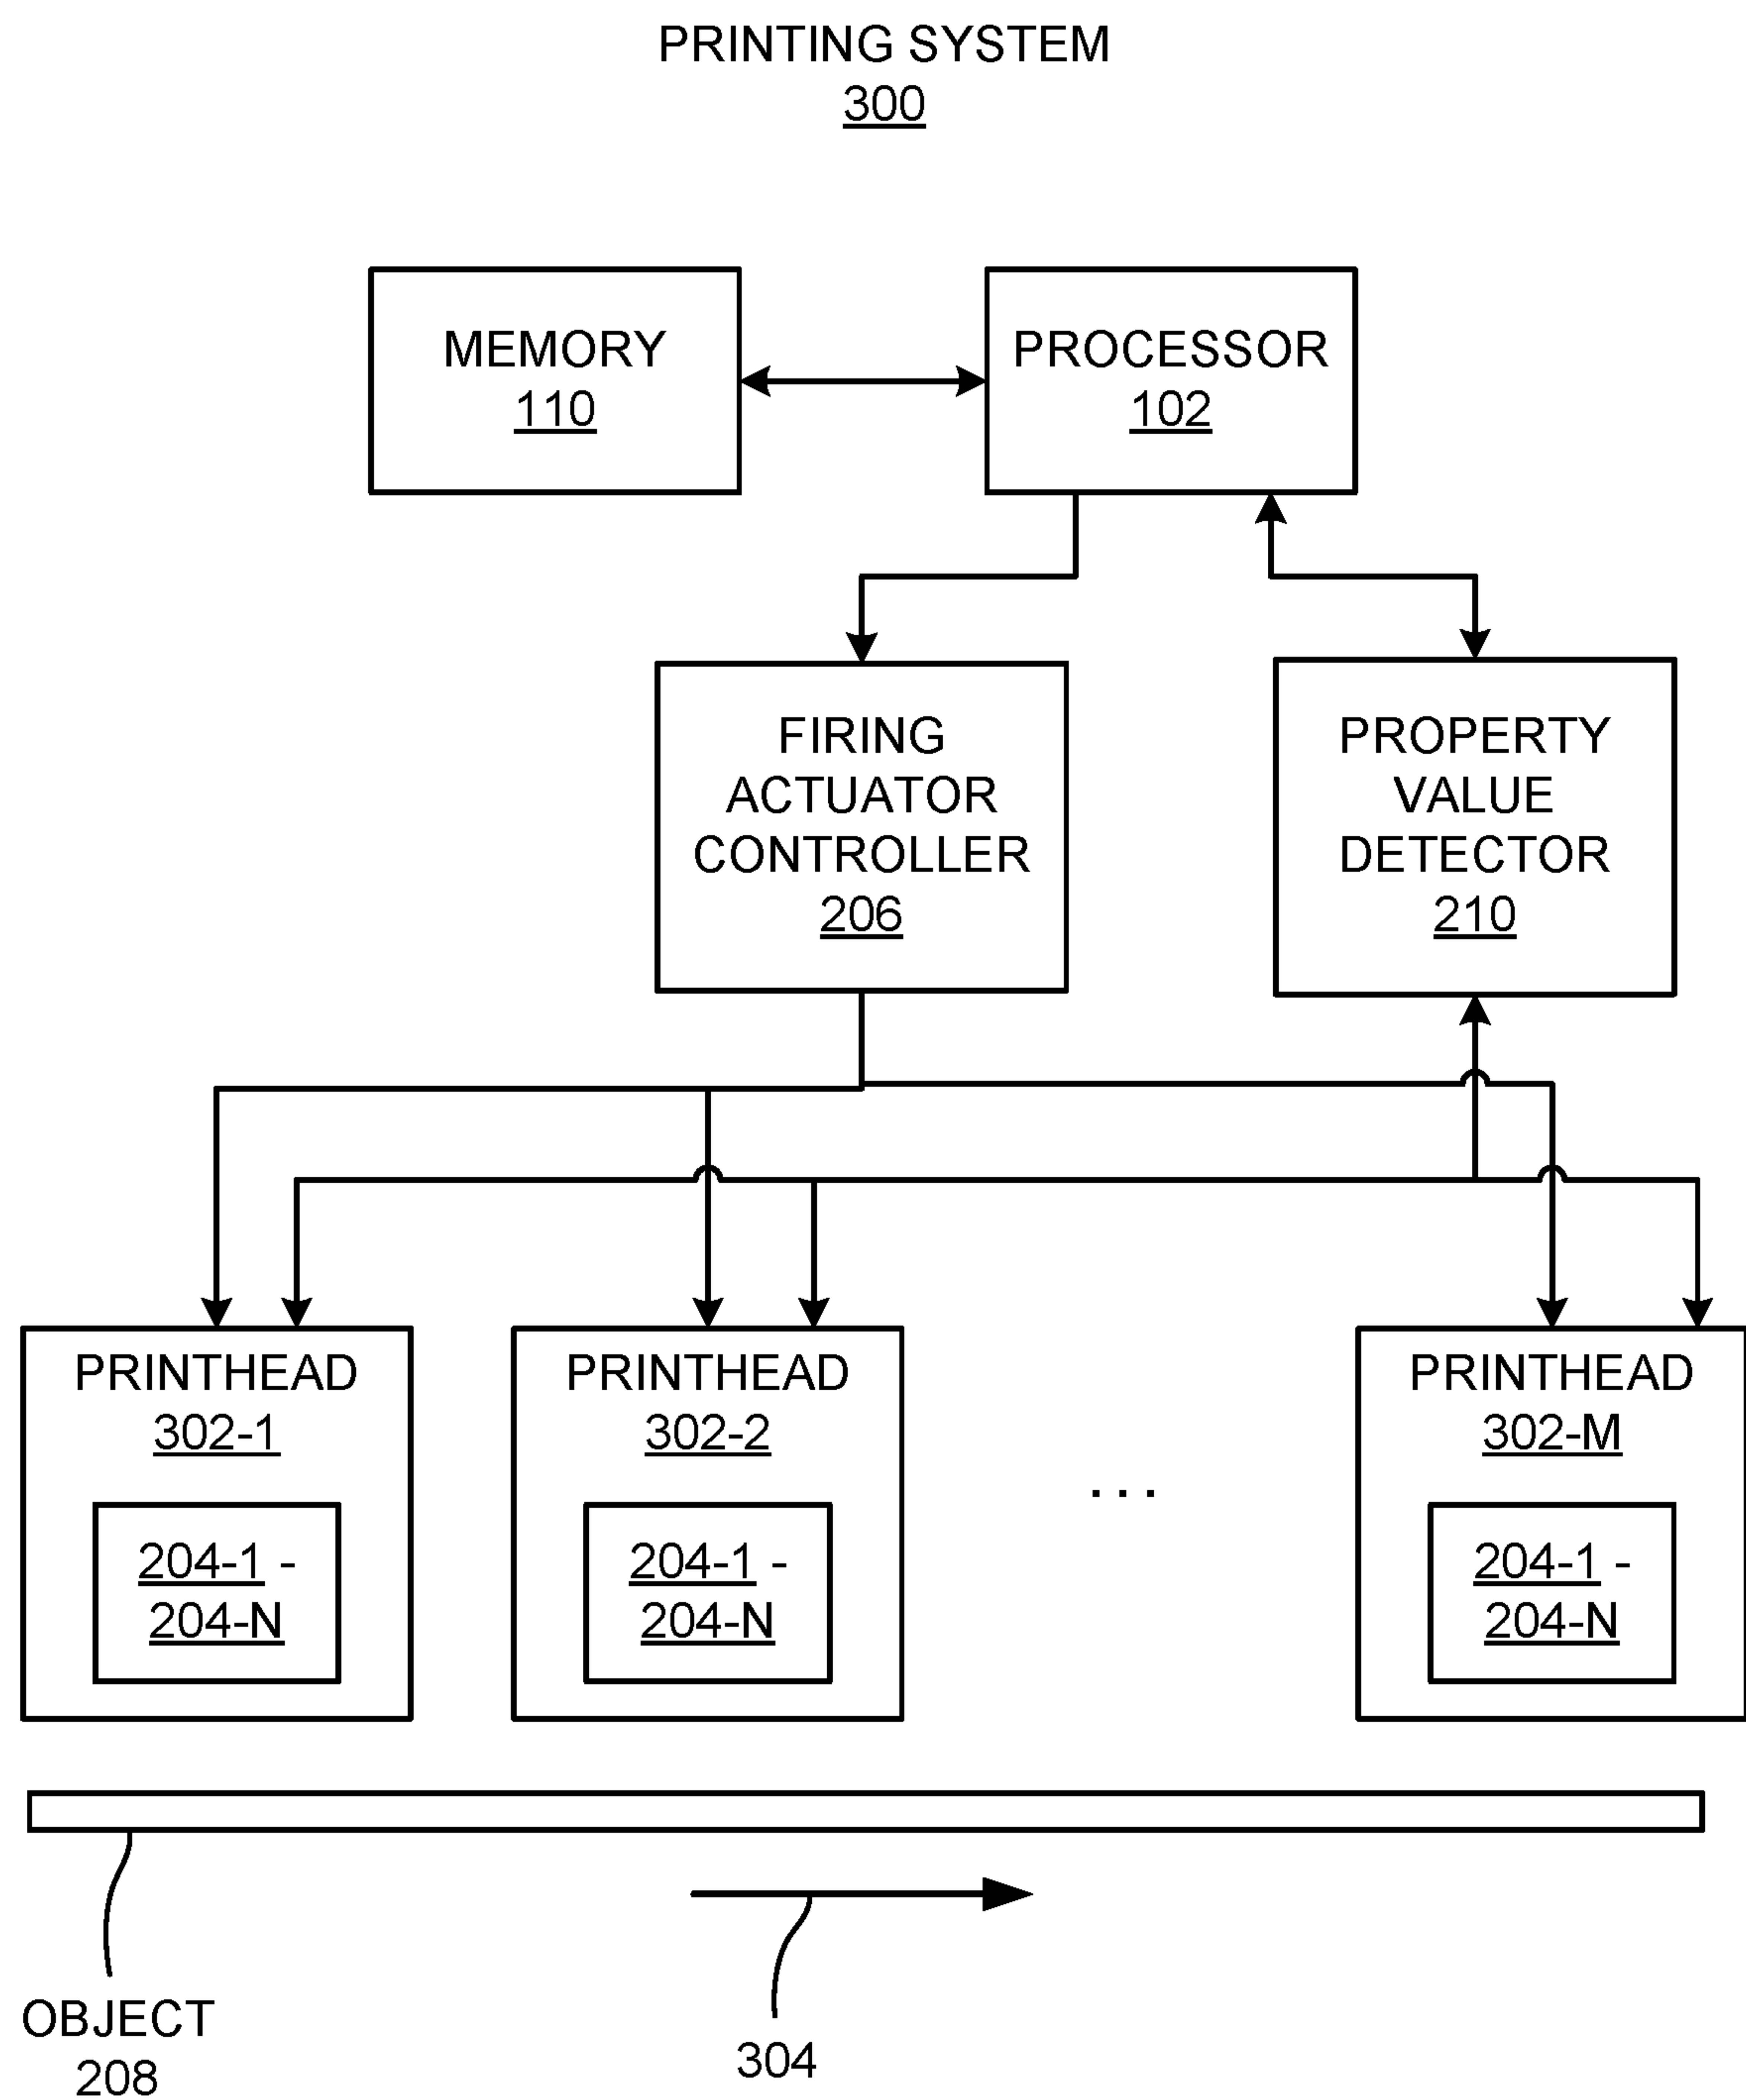 PRINTING SYSTEM
300
MEMORY
110
PROCESSOR
102
FIRING
ACTUATOR
CONTROLLER
206
PROPERTY
VALUE
DETECTOR
210
PRINTHEAD
302-1
204-1 -
204-N
PRINTHEAD
302-2
204-1 -
204-N
...
PRINTHEAD
302-M
204-1 -
204-N
OBJECT
208
304